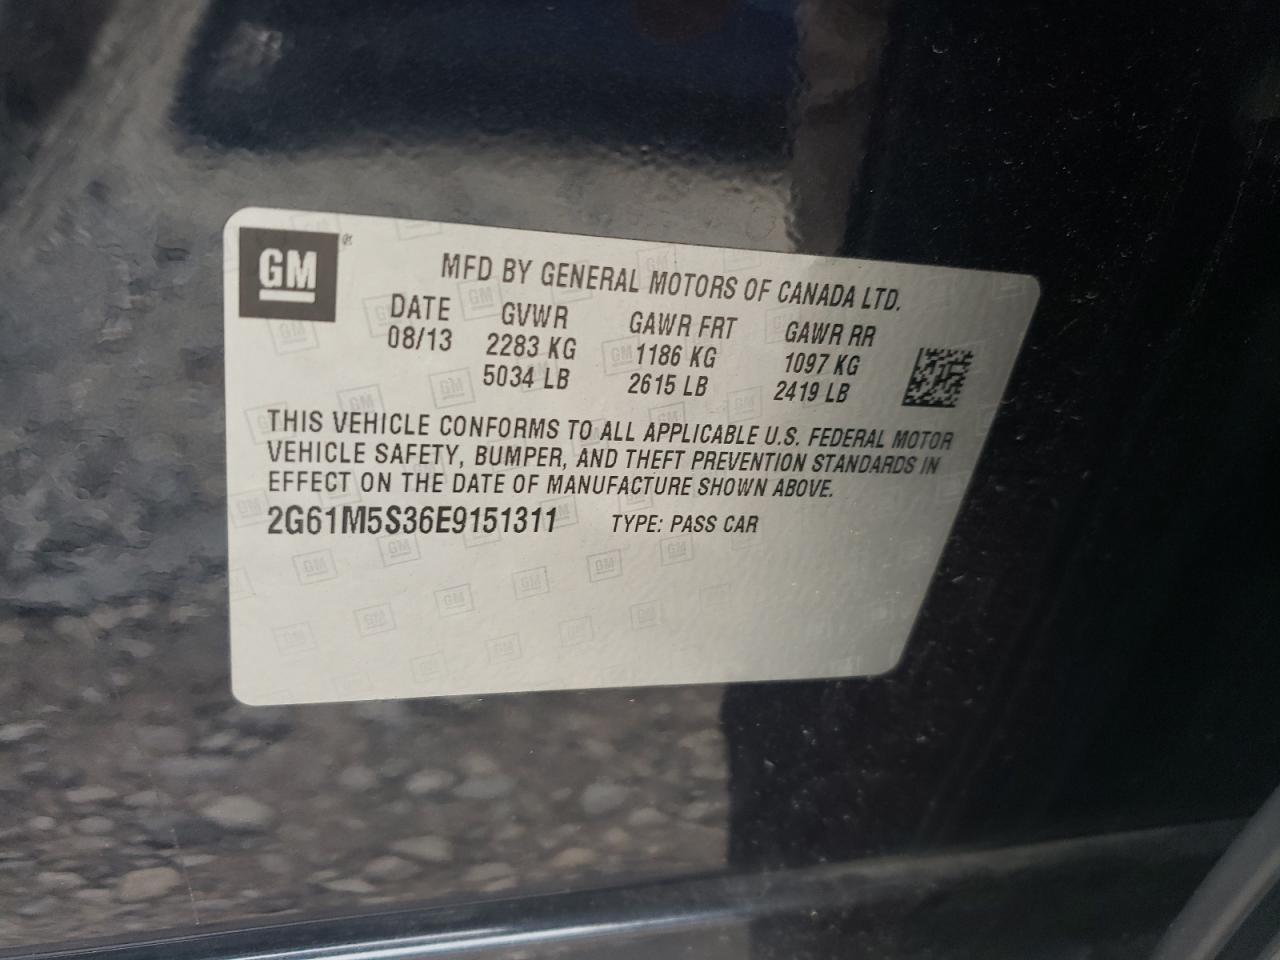 GM
MFD BY GENERAL MOTORS OF CANADA LTD.
DATE GVWR GAWR FRT GAWR RR
08/13 2283 KG 1186 KG 1097 KG
5034 LB 2615 LB 2419 LB
THIS VEHICLE CONFORMS TO ALL APPLICABLE U.S. FEDERAL MOTOR
VEHICLE SAFETY, BUMPER, AND THEFT PREVENTION STANDARDS IN
EFFECT ON THE DATE OF MANUFACTURE SHOWN ABOVE.
2G61M5S36E9151311 TYPE: PASS CAR